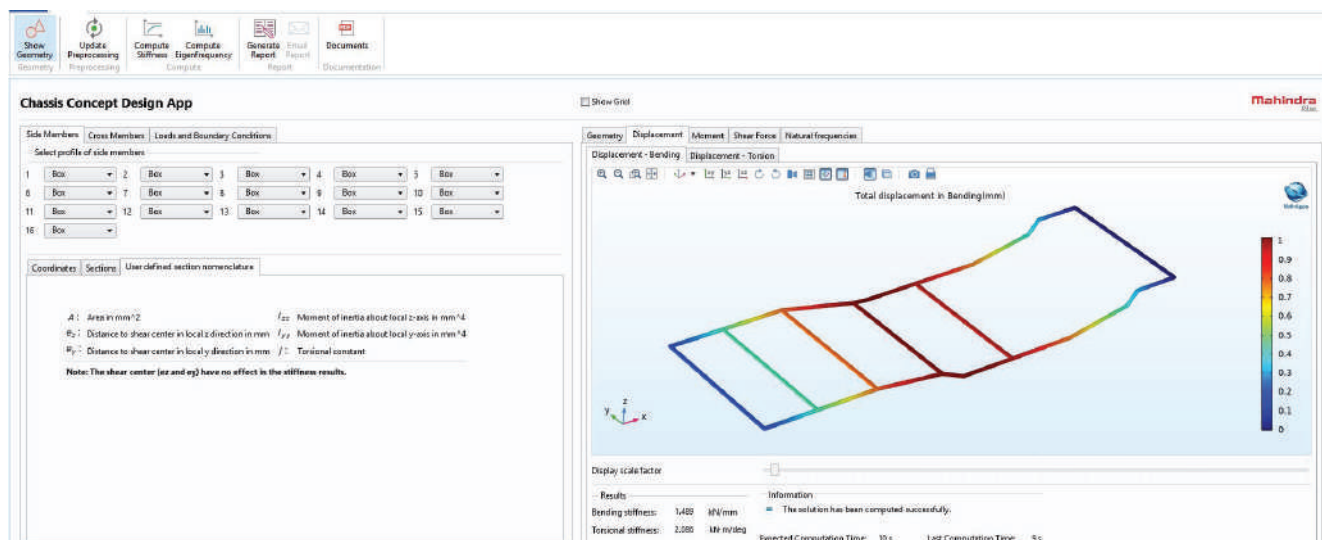 Show Geometry
Update Preprocessing
Compute Stiffness
Compute Eigenfrequency
Generate Report
Email Report
Documents
Geometry
Preprocessing
Compute
Report
Documentation
Chassis Concept Design App
Show Grid
Mahindra
Rise.
Side Members Cross Members Loads and Boundary Conditions
Select profile of side members
1 Box 2 Box 3 Box 4 Box 5 Box
6 Box 7 Box 8 Box 9 Box 10 Box
11 Box 12 Box 13 Box 14 Box 15 Box
16 Box
Coordinates Sections User defined section nomenclature
A : Area in mm^2 Izz Moment of inertia about local z-axis in mm^4
ez : Distance to shear center in local z direction in mm Iyy Moment of inertia about local y-axis in mm^4
ey : Distance to shear center in local y direction in mm J : Torsional constant
Note: The shear center (ez and ey) have no effect in the stiffness results.
Geometry Displacement Moment Shear Force Natural frequencies
Displacement - Bending Displacement - Torsion
Total displacement in Bending(mm)
1
0.9
0.8
0.7
0.6
0.5
0.4
0.3
0.2
0.1
0
y z x
Display scale factor
Results
Bending stiffness: 1.489 kN/mm
Torsional stiffness: 2.086 kN·m/deg
Information
The solution has been computed successfully.
Expected Computation Time: 10 s Last Computation Time: 9 s